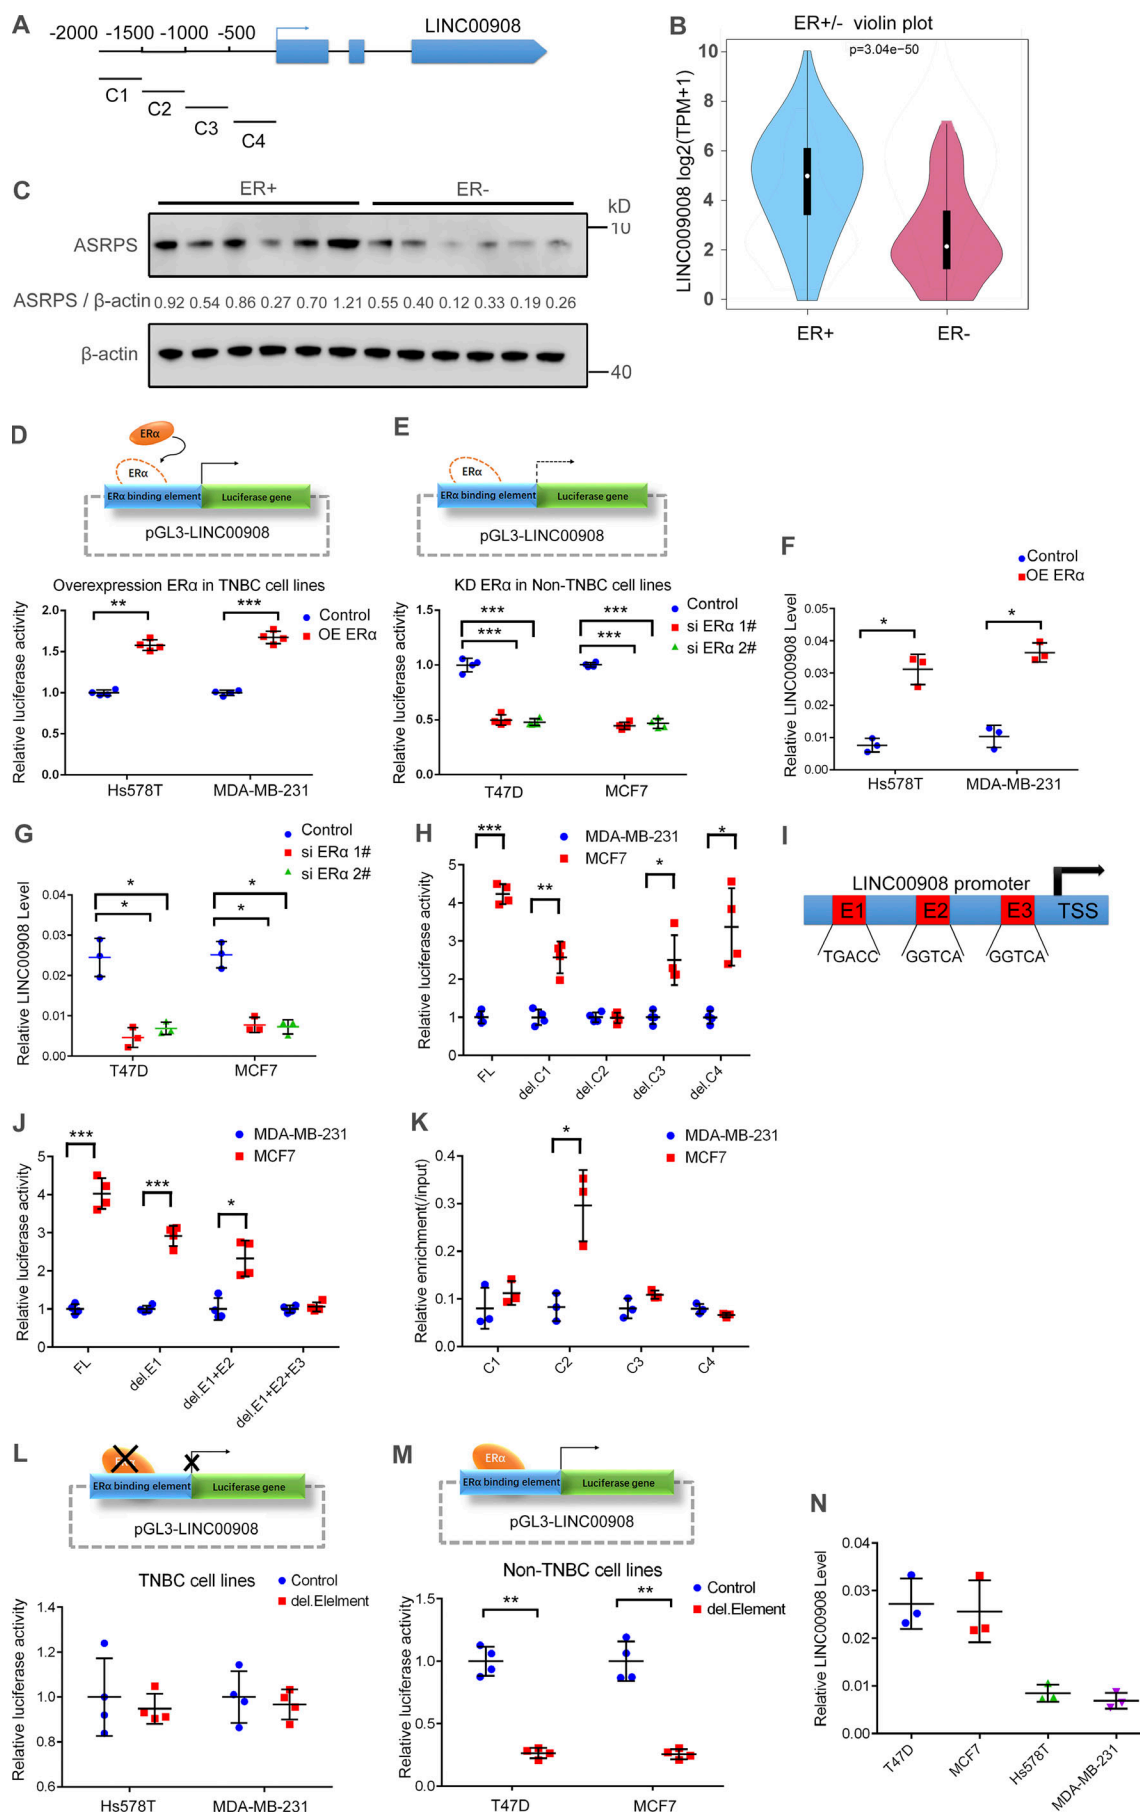 A
-2000 -1500 -1000 -500
LINC00908
C1
C2
C3
C4
B
ER+/- violin plot
p=3.04e−50
LINC009008 log2(TPM+1)
10
8
6
4
2
0
ER+
ER-
C
ER+
ER-
kD
10
ASRPS
ASRPS / β-actin 0.92 0.54 0.86 0.27 0.70 1.21 0.55 0.40 0.12 0.33 0.19 0.26
β-actin
40
D
ERα
ERα
ERα binding element
Luciferase gene
pGL3-LINC00908
Overexpression ERα in TNBC cell lines
Relative luciferase activity
2.0
1.5
1.0
0.5
0.0
**
***
Control
OE ERα
Hs578T
MDA-MB-231
E
ERα
ERα binding element
Luciferase gene
pGL3-LINC00908
KD ERα in Non-TNBC cell lines
Relative luciferase activity
1.5
1.0
0.5
0.0
***
***
***
***
Control
si ERα 1#
si ERα 2#
T47D
MCF7
F
Control
OE ERα
Relative LINC00908 Level
0.05
0.04
0.03
0.02
0.01
0.00
*
*
Hs578T
MDA-MB-231
G
Control
si ERα 1#
si ERα 2#
Relative LINC00908 Level
0.04
0.03
0.02
0.01
0.00
*
*
*
*
T47D
MCF7
H
MDA-MB-231
MCF7
Relative luciferase activity
5
4
3
2
1
0
***
**
*
*
FL
del.C1
del.C2
del.C3
del.C4
I
LINC00908 promoter
E1
E2
E3
TSS
TGACC
GGTCA
GGTCA
J
MDA-MB-231
MCF7
Relative luciferase activity
5
4
3
2
1
0
***
***
*
FL
del.E1
del.E1+E2
del.E1+E2+E3
K
MDA-MB-231
MCF7
Relative enrichment(/input)
0.4
0.3
0.2
0.1
0.0
*
C1
C2
C3
C4
L
ERα binding element
Luciferase gene
pGL3-LINC00908
TNBC cell lines
Control
del.Elelment
Relative luciferase activity
1.4
1.2
1.0
0.8
0.6
Hs578T
MDA-MB-231
M
ERα
ERα binding element
Luciferase gene
pGL3-LINC00908
Non-TNBC cell lines
Control
del.Element
Relative luciferase activity
1.5
1.0
0.5
0.0
**
**
T47D
MCF7
N
Relative LINC00908 Level
0.04
0.03
0.02
0.01
0.00
T47D
MCF7
Hs578T
MDA-MB-231